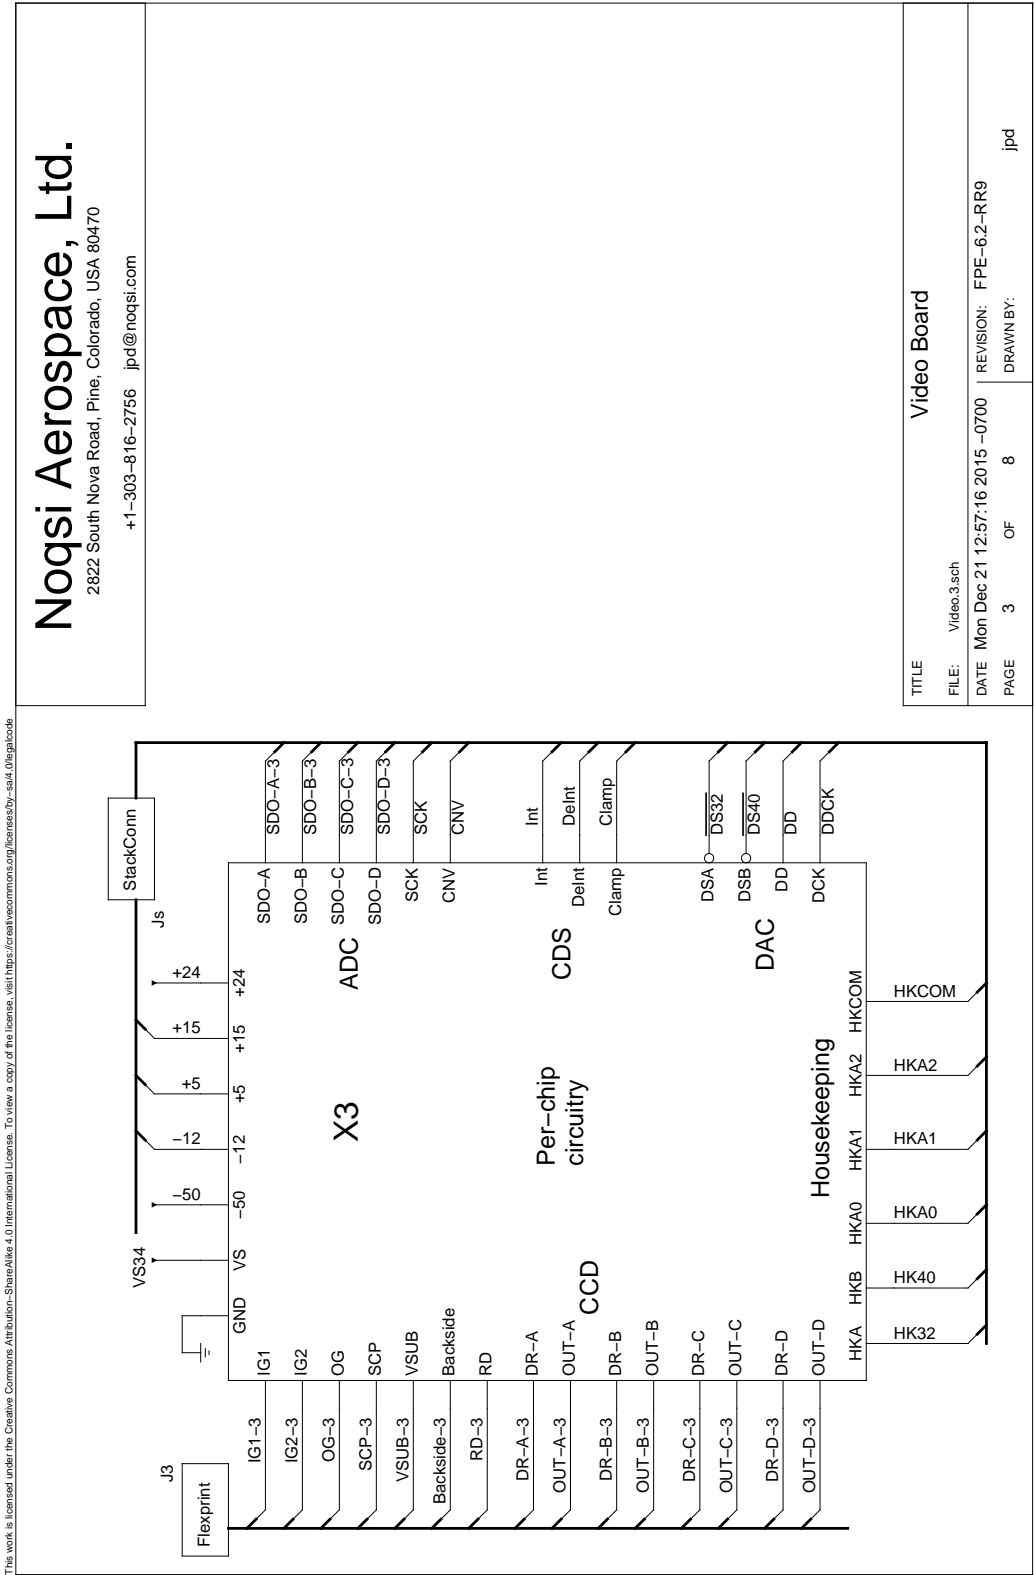 This work is licensed under the Creative Commons Attribution−ShareAlike 4.0 International License. To view a copy of the license, visit https://creativecommons.org/licenses/by−sa/4.0/legalcode
Noqsi Aerospace, Ltd.
2822 South Nova Road, Pine, Colorado, USA 80470
+1−303−816−2756 jpd@noqsi.com
StackConn
Js
VS34
−50
−12
+5
+15
+24
GND
VS
−50
−12
+5
+15
+24
J3
Flexprint
IG1−3
IG1
IG2−3
IG2
OG−3
OG
SCP−3
SCP
VSUB−3
VSUB
Backside−3
Backside
RD−3
RD
DR−A−3
DR−A
OUT−A−3
OUT−A
DR−B−3
DR−B
OUT−B−3
OUT−B
DR−C−3
DR−C
OUT−C−3
OUT−C
DR−D−3
DR−D
OUT−D−3
OUT−D
X3
Per−chip
circuitry
CCD
ADC
CDS
DAC
Housekeeping
SDO−A
SDO−A−3
SDO−B
SDO−B−3
SDO−C
SDO−C−3
SDO−D
SDO−D−3
SCK
SCK
CNV
CNV
Int
Int
DeInt
DeInt
Clamp
Clamp
DSA
DS32
DSB
DS40
DD
DD
DCK
DDCK
HKA
HKB
HKA0
HKA1
HKA2
HKCOM
HK32
HK40
HKA0
HKA1
HKA2
HKCOM
TITLE
Video Board
FILE: Video.3.sch
DATE Mon Dec 21 12:57:16 2015 −0700
REVISION: FPE−6.2−RR9
PAGE 3 OF 8
DRAWN BY: jpd